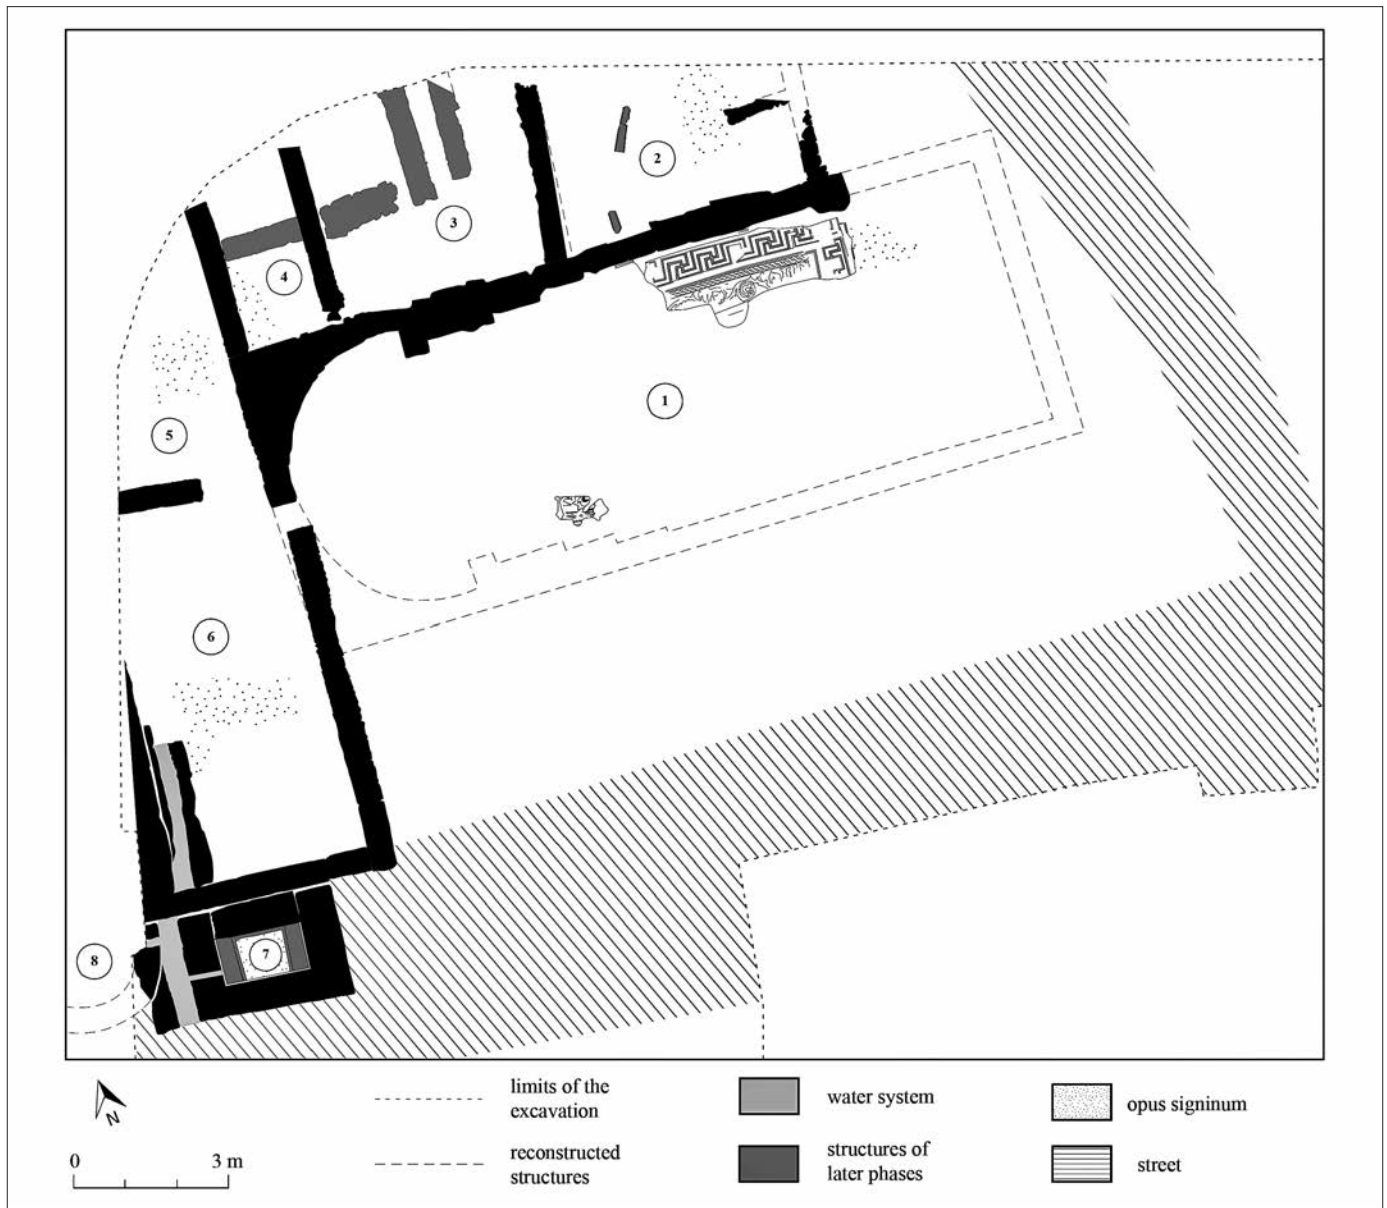 2
3
4
1
5
6
7
8
N
0 3 m
limits of the
excavation
reconstructed
structures
water system
structures of
later phases
opus signinum
street